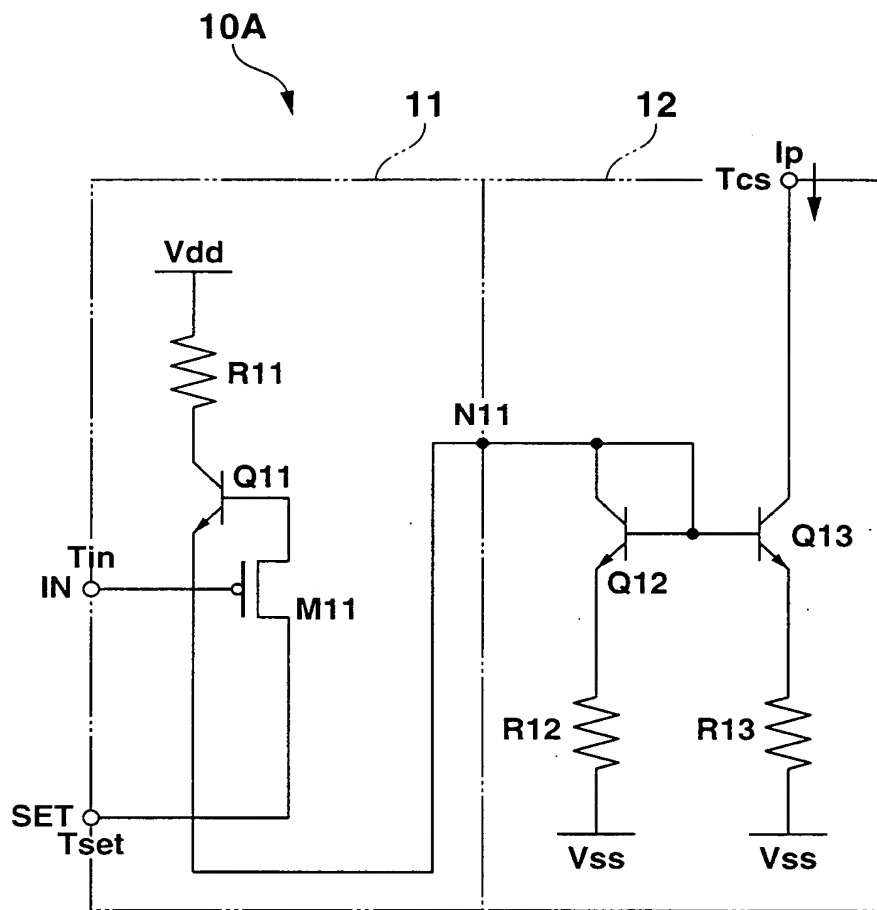 10A
11
12
Ip
Tcs
Vdd
R11
N11
Q11
Q13
Tin
IN
Q12
M11
R12
R13
SET
Tset
Vss
Vss